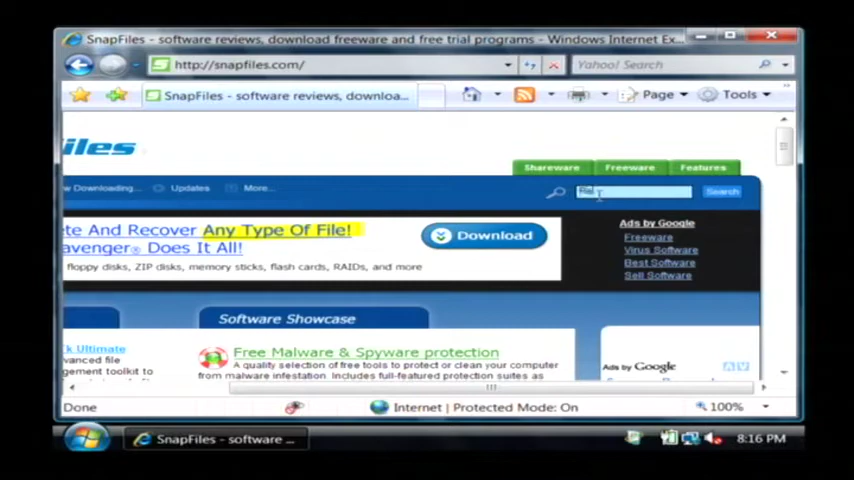 SnapFiles - software reviews, download freeware and free trial programs - Windows Internet Ex...
http://snapfiles.com/
Yahoo! Search
SnapFiles - software reviews, downloa...
Page
Tools
iles
Shareware
Freeware
Features
w Downloading...
Updates
More...
Search
ete And Recover Any Type Of File!
avenger® Does It All!
floppy disks, ZIP disks, memory sticks, flash cards, RAIDs, and more
Download
Ads by Google
Freeware
Virus Software
Best Software
Sell Software
Software Showcase
k Ultimate
vanced file
gement toolkit to
Free Malware & Spyware protection
A quality selection of free tools to protect or clean your computer
from malware infestation. Includes full-featured protection suites as
Ads by Google
Done
Internet | Protected Mode: On
100%
SnapFiles - software ...
8:16 PM